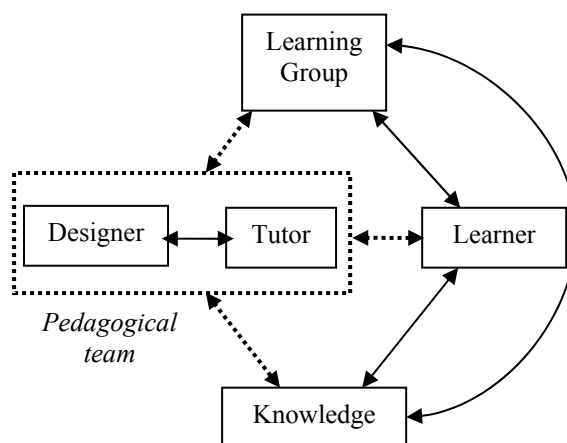 Learning
Group
Designer
Tutor
Learner
Pedagogical
team
Knowledge